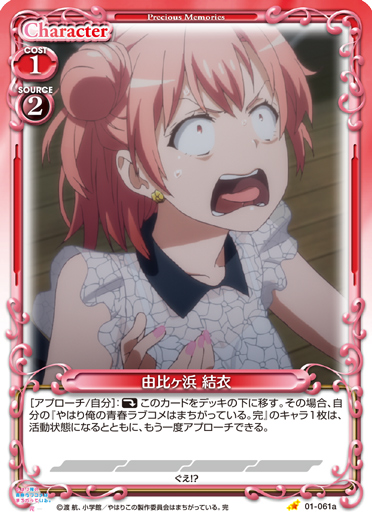 Precious Memories
Character
COST
1
SOURCE
2
由比ヶ浜 結衣
[アプローチ/自分]:このカードをデッキの下に移す。その場合、自
分の『やはり俺の青春ラブコメはまちがっている。完』のキャラ1枚は、
活動状態になるとともに、もう一度アプローチできる。
ぐえ!?
01-061a
©渡 航、小学館/やはりこの製作委員会はまちがっている。完